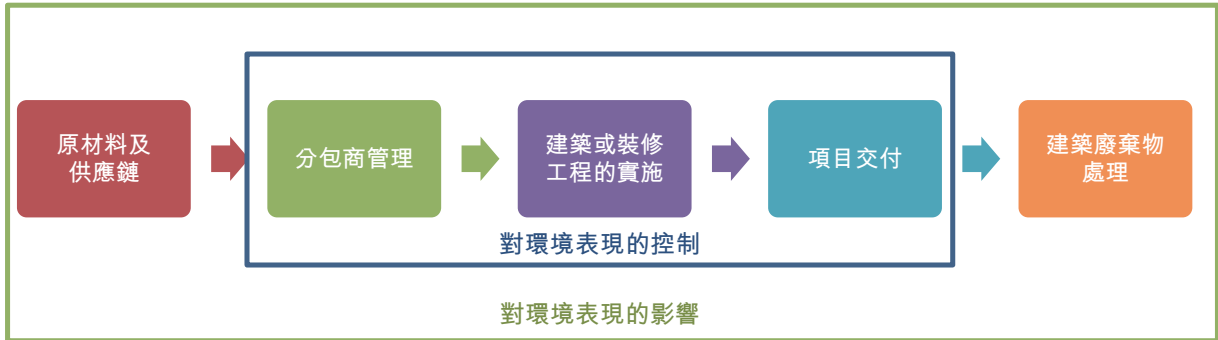 原材料及
供應鏈
分包商管理
建築或裝修
工程的實施
項目交付
建築廢棄物
處理
對環境表現的控制
對環境表現的影響